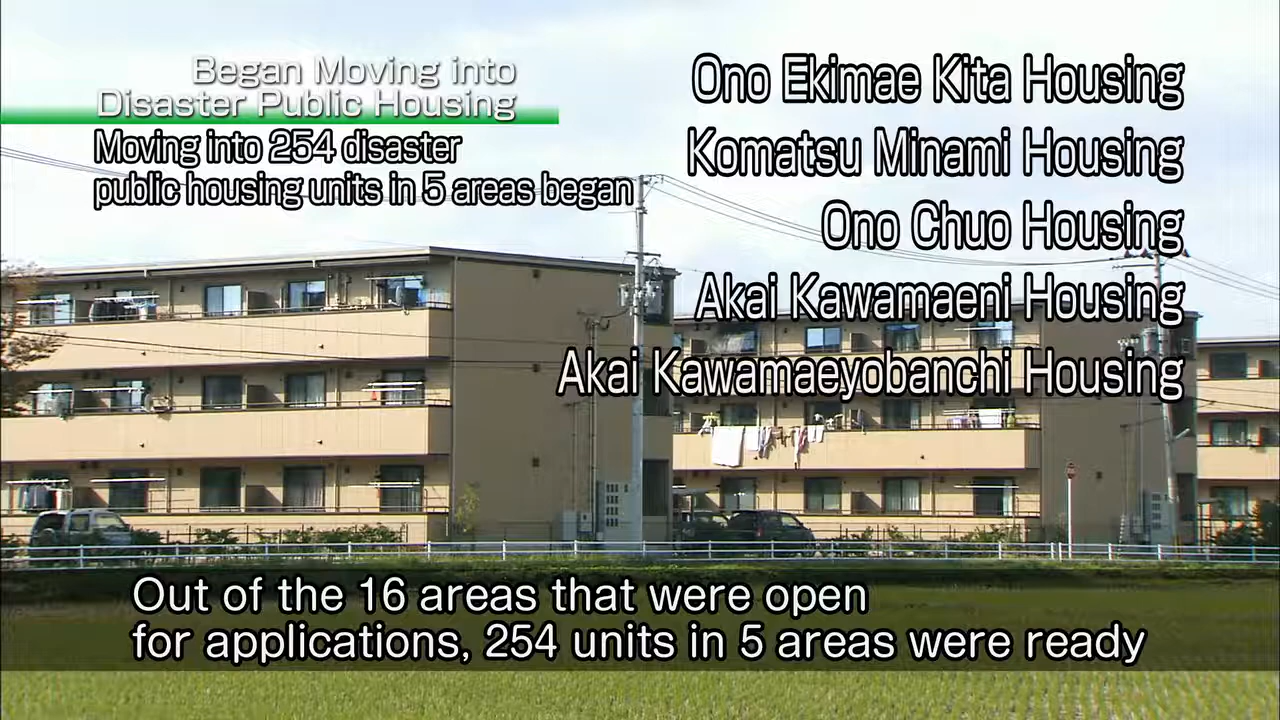 Began Moving into
Disaster Public Housing
Moving into 254 disaster
public housing units in 5 areas began
Ono Ekimae Kita Housing
Komatsu Minami Housing
Ono Chuo Housing
Akai Kawamaeni Housing
Akai Kawamaeyobanchi Housing
Out of the 16 areas that were open
for applications, 254 units in 5 areas were ready